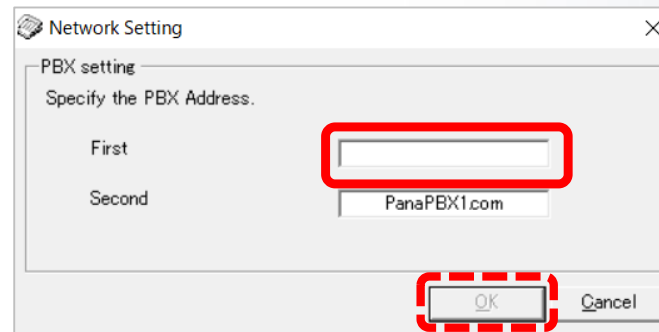 Network Setting
PBX setting
Specify the PBX Address.
First
Second PanaPBX1.com
OK Cancel